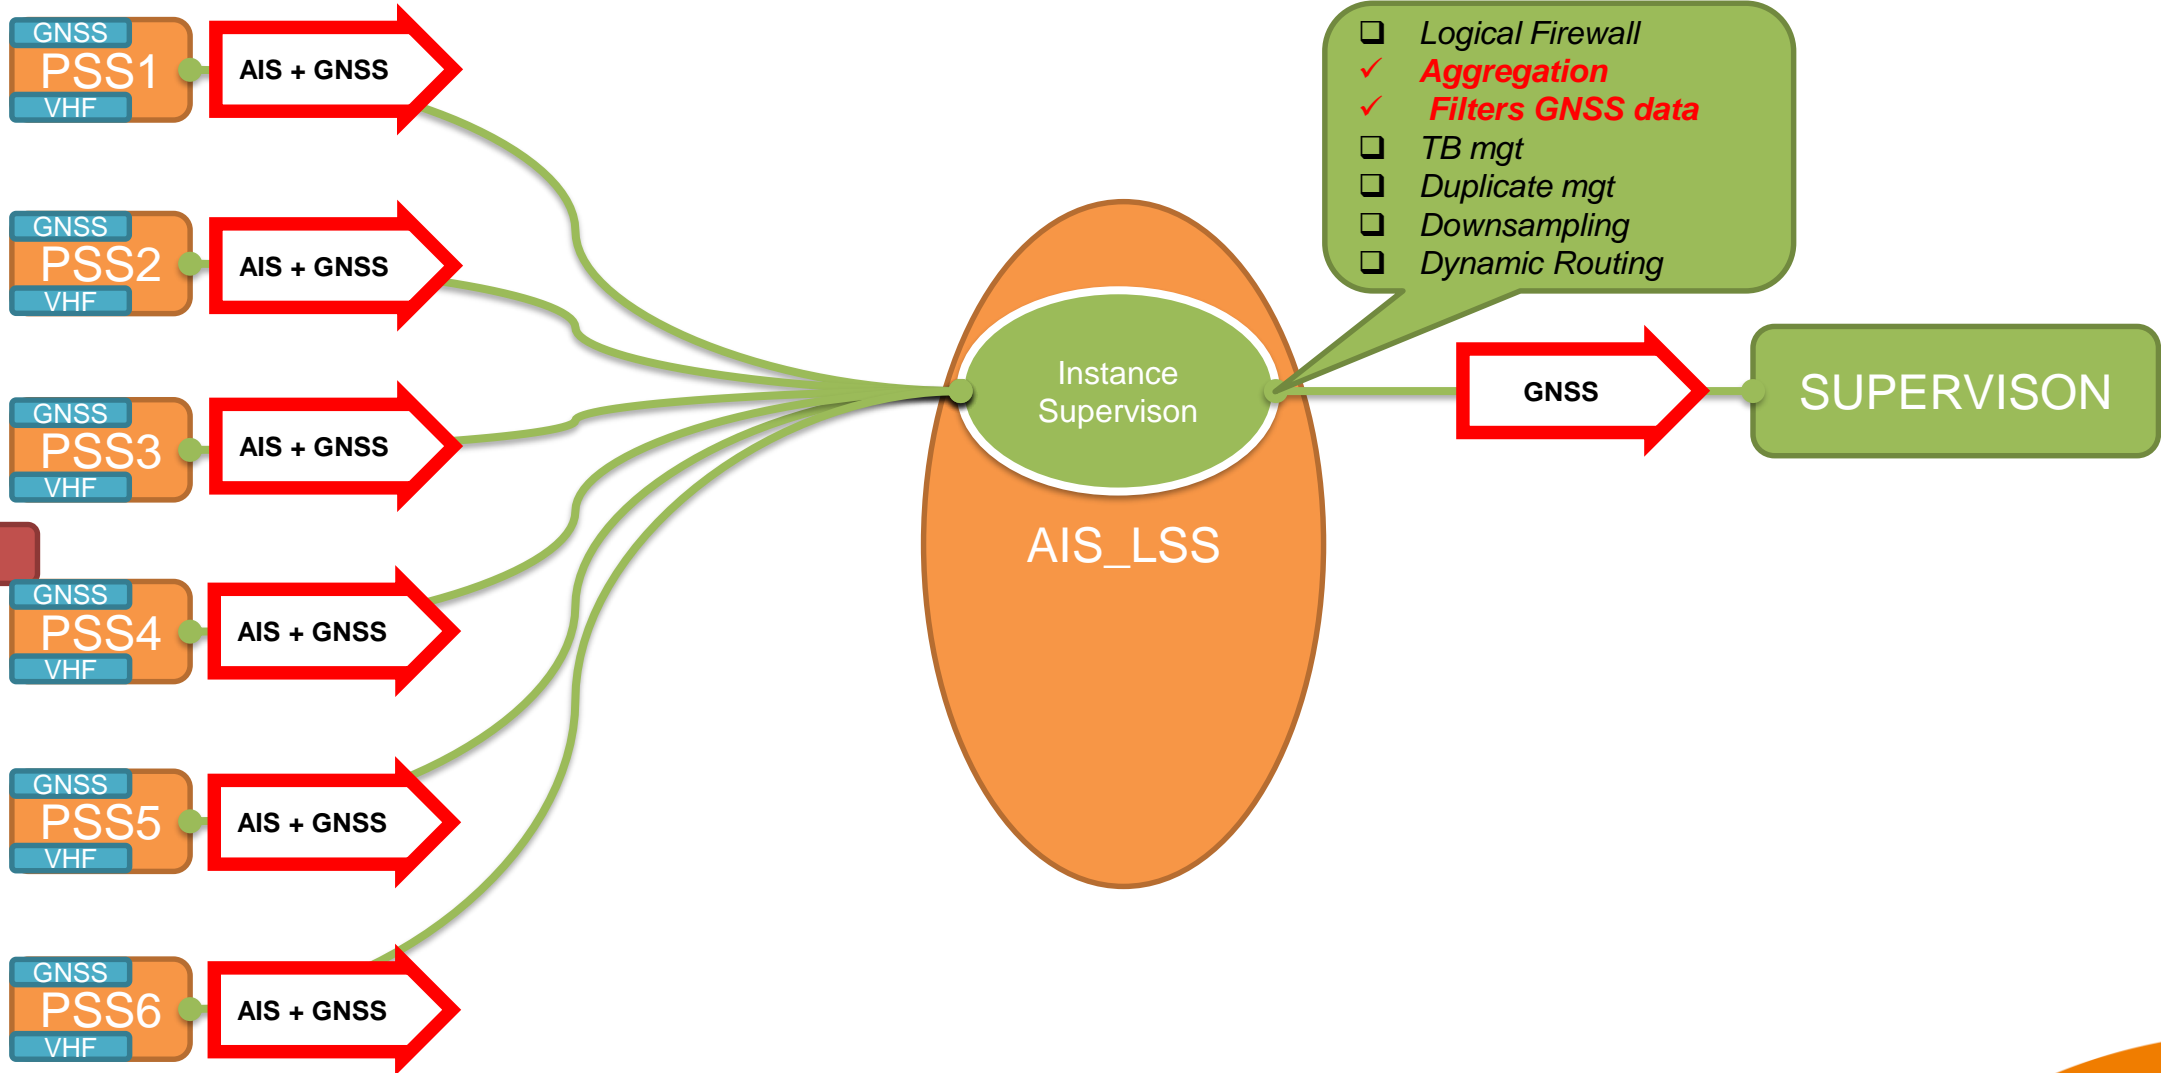 GNSS
PSS1
VHF
AIS + GNSS
GNSS
PSS2
VHF
AIS + GNSS
GNSS
PSS3
VHF
AIS + GNSS
GNSS
PSS4
VHF
AIS + GNSS
GNSS
PSS5
VHF
AIS + GNSS
GNSS
PSS6
VHF
AIS + GNSS
Instance
Supervison
AIS_LSS
Logical Firewall
Aggregation
Filters GNSS data
TB mgt
Duplicate mgt
Downsampling
Dynamic Routing
GNSS
SUPERVISON